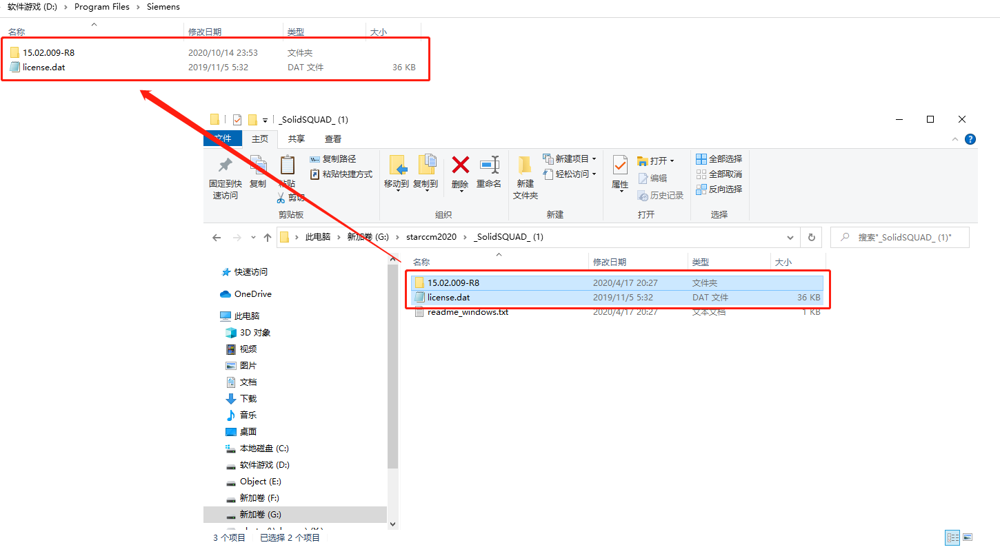 软件游戏 (D:) › Program Files › Siemens
名称 修改日期 类型 大小
15.02.009-R8 2020/10/14 23:53 文件夹
license.dat 2019/11/5 5:32 DAT 文件 36 KB
_SolidSQUAD_ (1)
文件 主页 共享 查看
固定到快速访问
复制
粘贴
复制路径
粘贴快捷方式
剪切
剪贴板
移动到
复制到
删除
重命名
组织
新建
文件夹
新建项目
轻松访问
新建
属性
打开
编辑
历史记录
打开
全部选择
全部取消
反向选择
选择
此电脑 › 新加卷 (G:) › starccm2020 › _SolidSQUAD_ (1)
搜索"_SolidSQUAD_ (1)"
名称 修改日期 类型 大小
15.02.009-R8 2020/4/17 20:27 文件夹
license.dat 2019/11/5 5:32 DAT 文件 36 KB
readme_windows.txt 2020/4/17 20:27 文本文档 1 KB
快速访问
OneDrive
此电脑
3D 对象
视频
图片
文档
下载
音乐
桌面
本地磁盘 (C:)
软件游戏 (D:)
Object (E:)
新加卷 (F:)
新加卷 (G:)
3 个项目 已选择 2 个项目